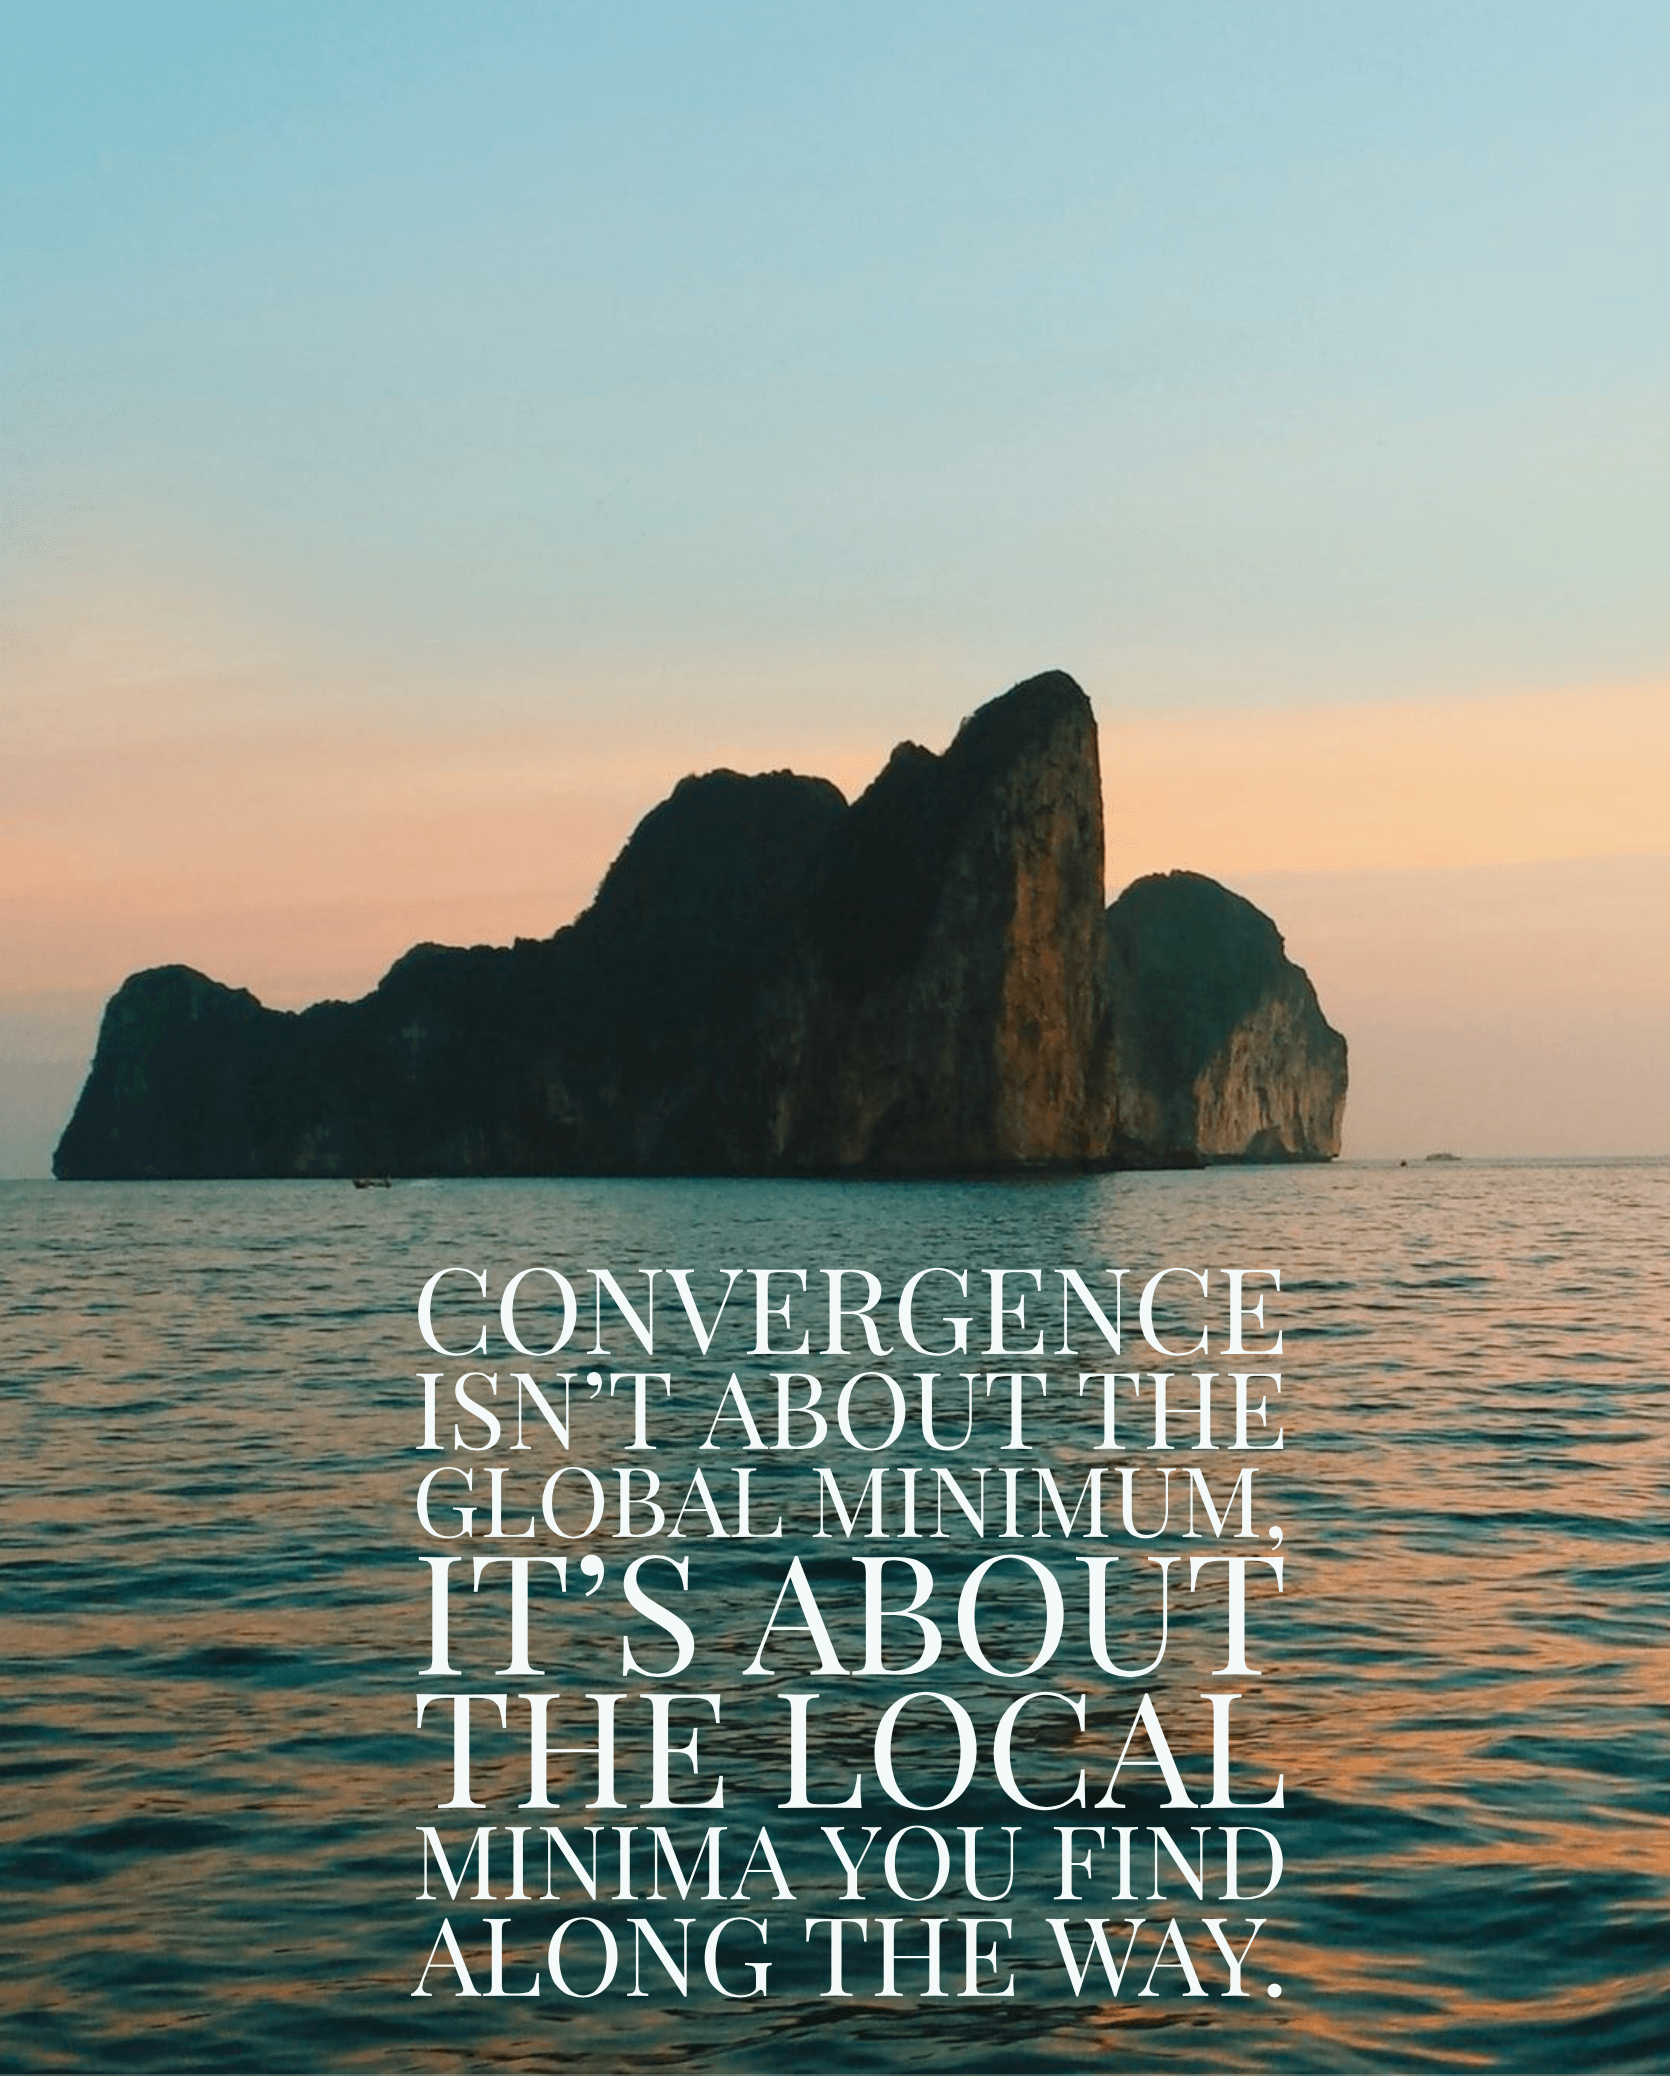 CONVERGENCE
ISN’T ABOUT THE
GLOBAL MINIMUM,
IT’S ABOUT
THE LOCAL
MINIMA YOU FIND
ALONG THE WAY.